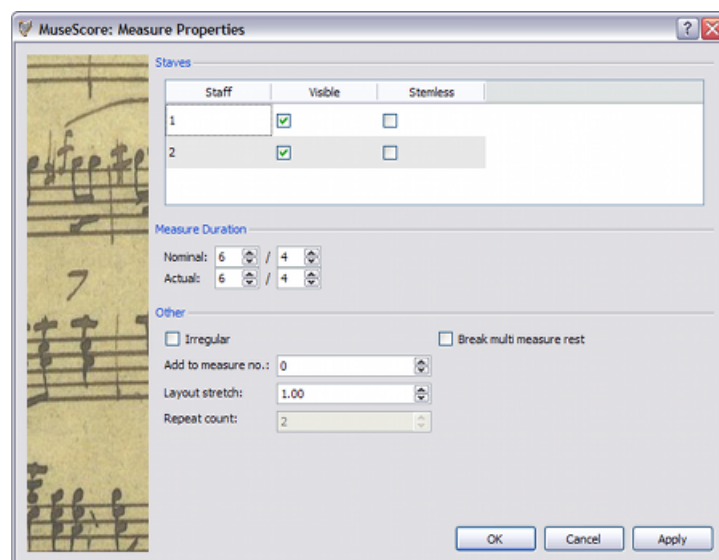 MuseScore: Measure Properties
Staves
Staff Visible Stemless
1
2
Measure Duration
Nominal: 6 / 4
Actual: 6 / 4
Other
Irregular Break multi measure rest
Add to measure no.: 0
Layout stretch: 1.00
Repeat count: 2
7
OK Cancel Apply